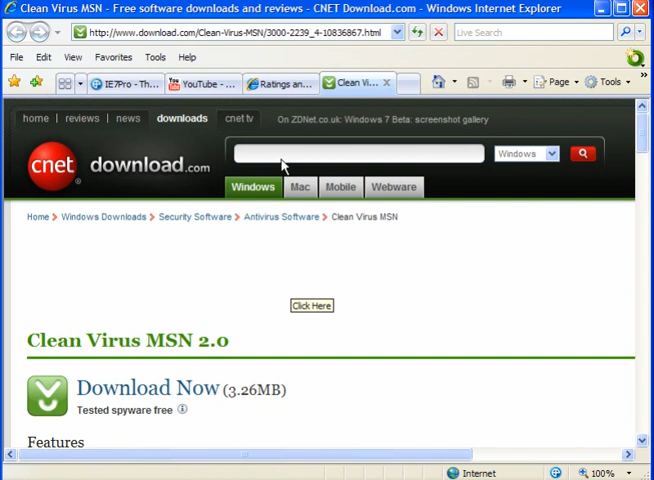 Clean Virus MSN - Free software downloads and reviews - CNET Download.com - Windows Internet Explorer
http://www.download.com/Clean-Virus-MSN/3000-2239_4-10836867.html
Live Search
File Edit View Favorites Tools Help
IE7Pro - Th... YouTube - ... Ratings an... Clean Vi... Page Tools
home | reviews | news downloads cnet tv On ZDNet.co.uk: Windows 7 Beta: screenshot gallery
cnet download.com Windows
Windows Mac Mobile Webware
Home Windows Downloads Security Software Antivirus Software Clean Virus MSN
Click Here
Clean Virus MSN 2.0
Download Now (3.26MB)
Tested spyware free
Features
Internet 100%